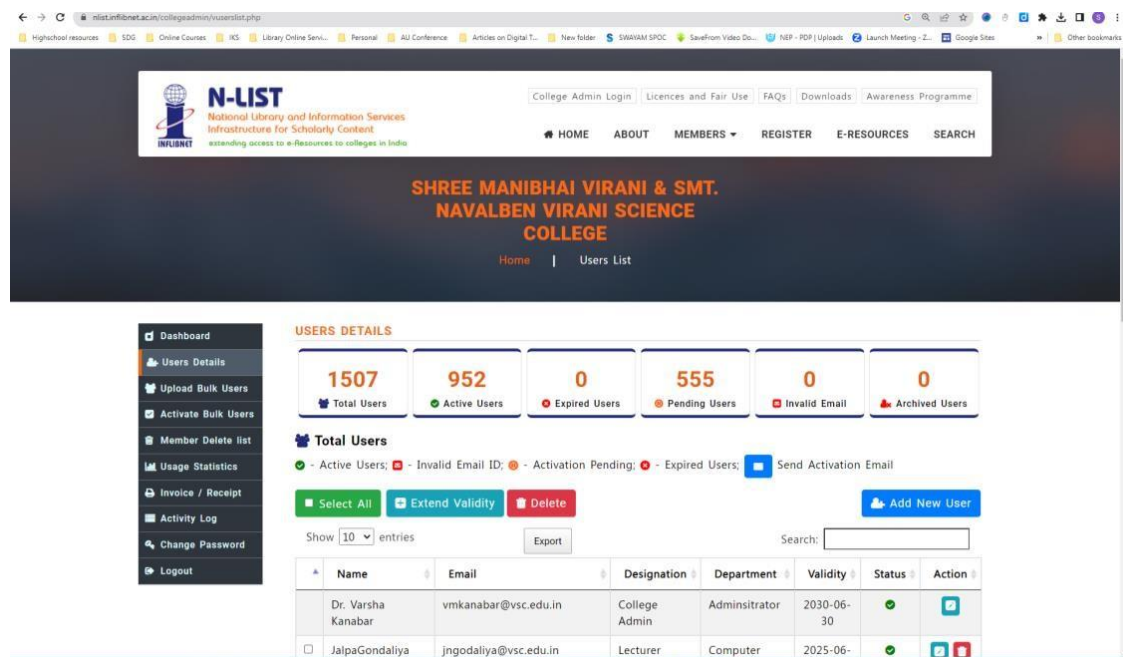 nlist.inflibnet.ac.in/collegeadmin/vuserslist.php
Highschool resources SDG Online Courses IKS Library Online Servi... Personal AU Conference Articles on Digital T... New folder SWAYAM SPOC SaveFrom Video Do... NEP - PDP | Uploads Launch Meeting - Z... Google Sites » Other bookmarks
N-LIST
National Library and Information Services
Infrastructure for Scholarly Content
extending access to e-Resources to colleges in India
INFLIBNET
College Admin Login Licences and Fair Use FAQs Downloads Awareness Programme
HOME ABOUT MEMBERS REGISTER E-RESOURCES SEARCH
SHREE MANIBHAI VIRANI & SMT.
NAVALBEN VIRANI SCIENCE
COLLEGE
Home | Users List
Dashboard
Users Details
Upload Bulk Users
Activate Bulk Users
Member Delete list
Usage Statistics
Invoice / Receipt
Activity Log
Change Password
Logout
USERS DETAILS
1507 952 0 555 0 0
Total Users Active Users Expired Users Pending Users Invalid Email Archived Users
Total Users
- Active Users; - Invalid Email ID; - Activation Pending; - Expired Users; Send Activation Email
Select All Extend Validity Delete Add New User
Show 10 entries Export Search:
Name Email Designation Department Validity Status Action
Dr. Varsha vmkanabar@vsc.edu.in College Adminsitrator 2030-06-
Kanabar Admin 30
JalpaGondaliya jngodaliya@vsc.edu.in Lecturer Computer 2025-06-